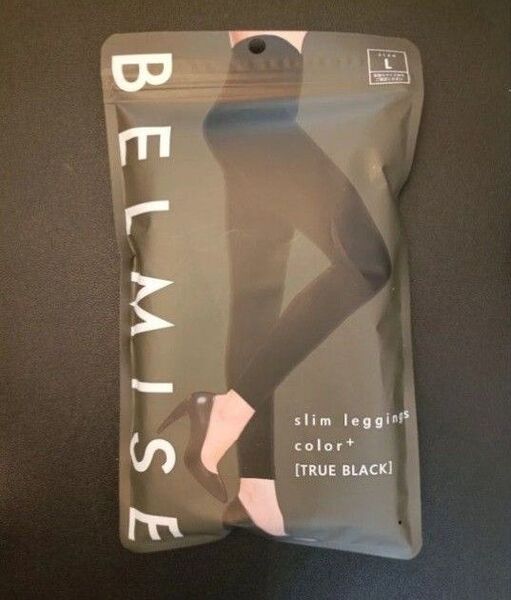 BELMISE
L
slim leggings
color+
[TRUE BLACK]